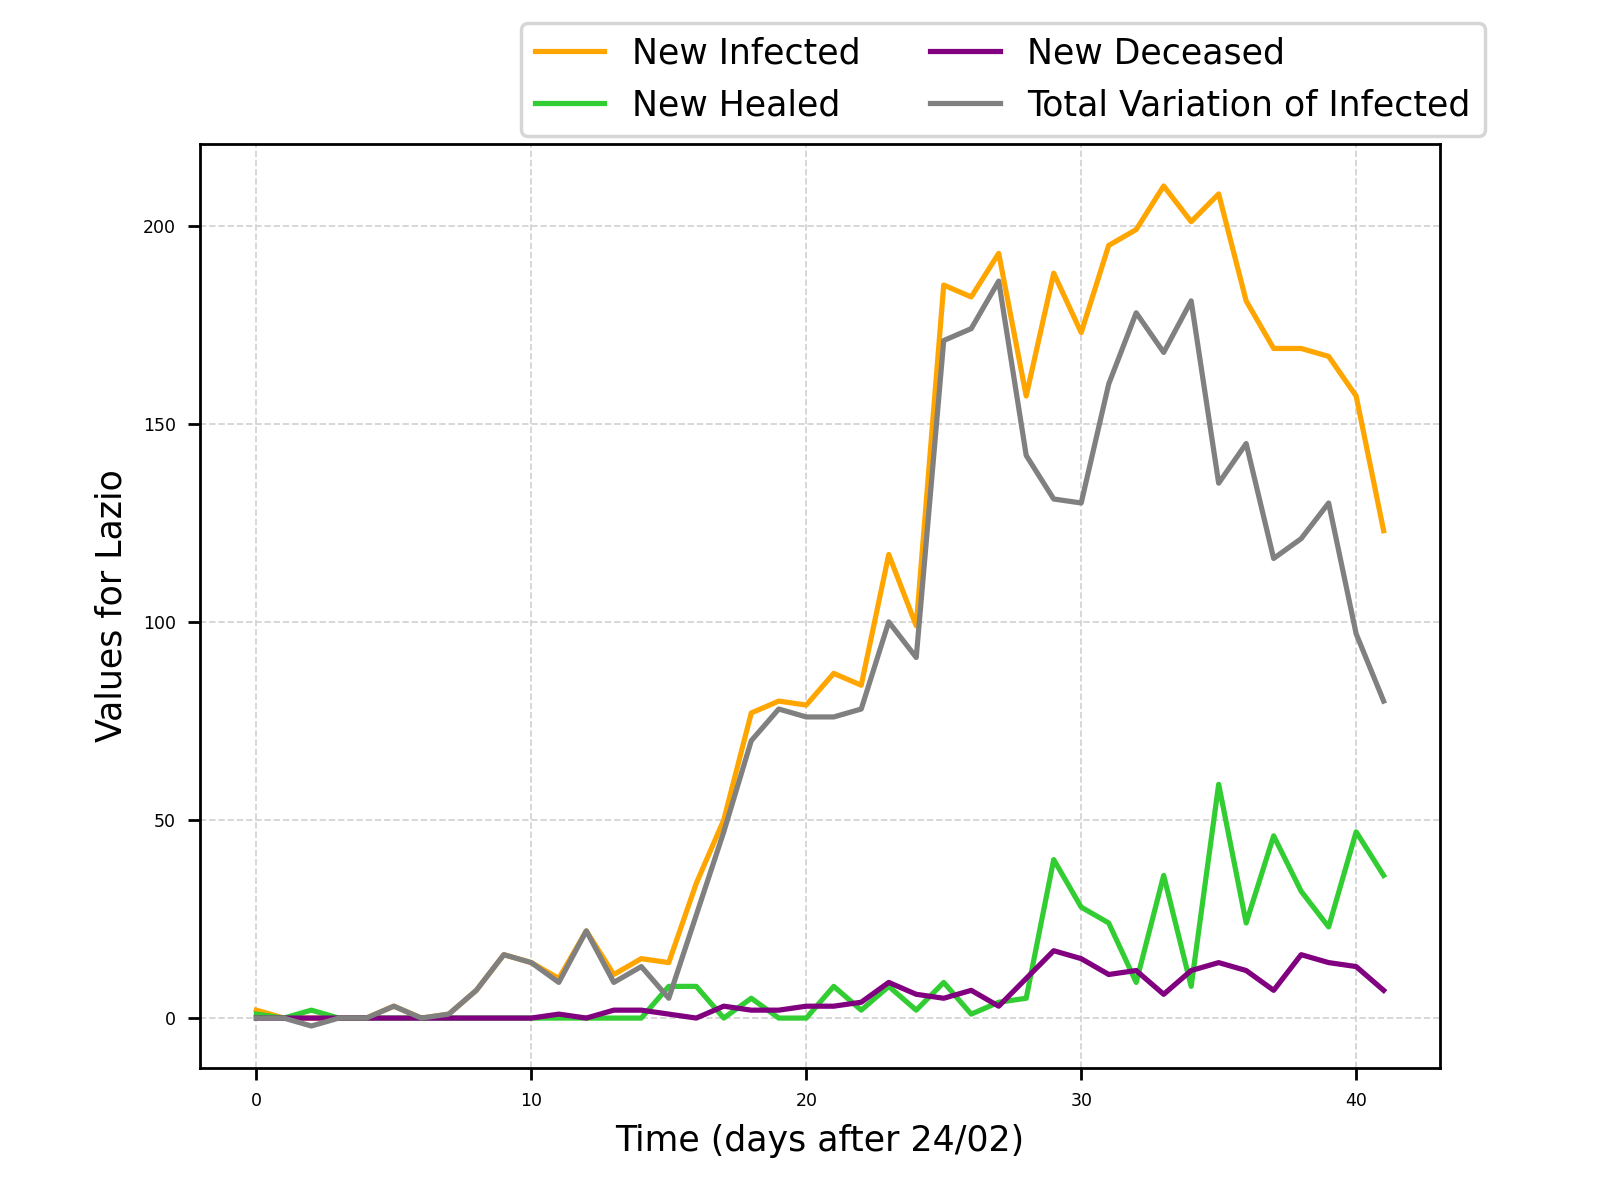 New Infected
New Healed
New Deceased
Total Variation of Infected
200
150
100
50
0
Values for Lazio
0 10 20 30 40
Time (days after 24/02)